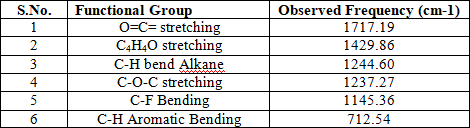 S.No. Functional Group Observed Frequency (cm-1)
1 O=C= stretching 1717.19
2 C₄H₄O stretching 1429.86
3 C-H bend Alkane 1244.60
4 C-O-C stretching 1237.27
5 C-F Bending 1145.36
6 C-H Aromatic Bending 712.54